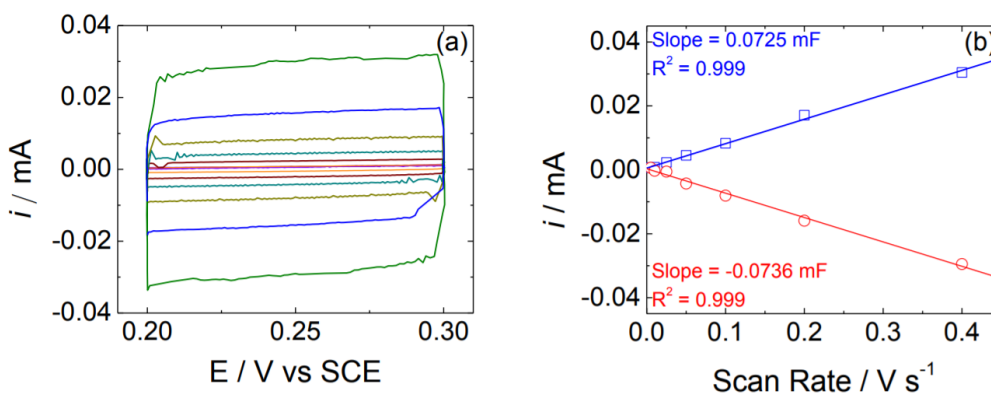 (a)
0.04
0.02
0.00
-0.02
-0.04
i / mA
0.20
0.25
0.30
E / V vs SCE
(b)
Slope = 0.0725 mF
R² = 0.999
0.04
0.02
0.00
-0.02
-0.04
i / mA
Slope = -0.0736 mF
R² = 0.999
0.0
0.1
0.2
0.3
0.4
Scan Rate / V s⁻¹